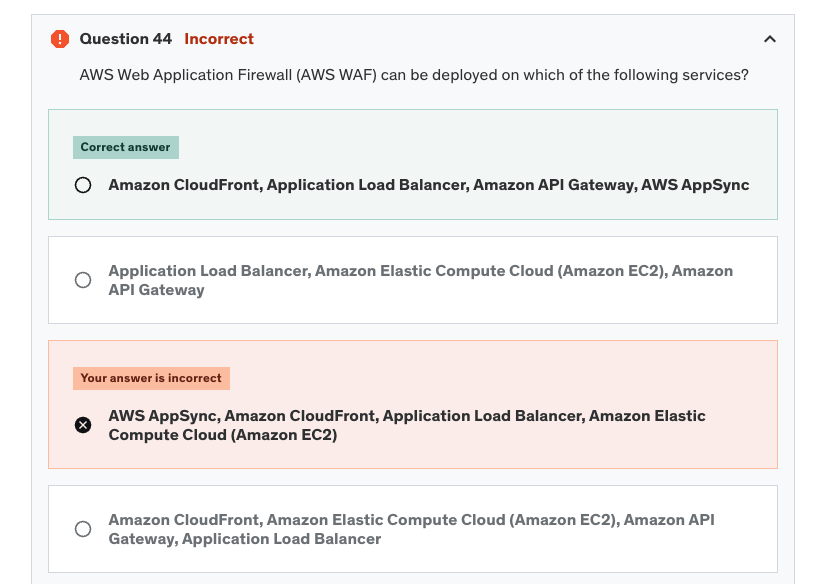 Question 44 Incorrect
AWS Web Application Firewall (AWS WAF) can be deployed on which of the following services?
Correct answer
Amazon CloudFront, Application Load Balancer, Amazon API Gateway, AWS AppSync
Application Load Balancer, Amazon Elastic Compute Cloud (Amazon EC2), Amazon
API Gateway
Your answer is incorrect
AWS AppSync, Amazon CloudFront, Application Load Balancer, Amazon Elastic
Compute Cloud (Amazon EC2)
Amazon CloudFront, Amazon Elastic Compute Cloud (Amazon EC2), Amazon API
Gateway, Application Load Balancer